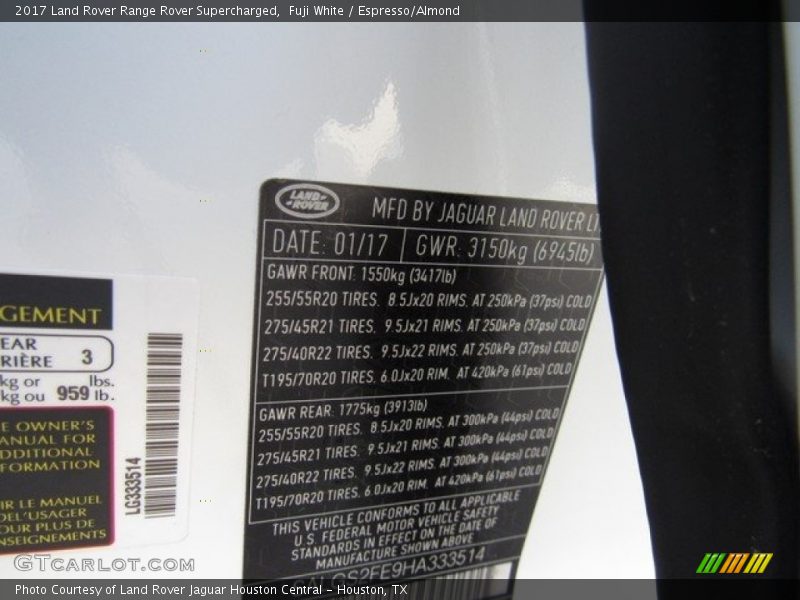 2017 Land Rover Range Rover Supercharged, Fuji White / Espresso/Almond
LAND-
ROVER
MFD BY JAGUAR LAND ROVER
DATE: 01/17 GWR: 3150kg (6945lb)
GAWR FRONT: 1550kg (3417lb)
255/55R20 TIRES. 8.5Jx20 RIMS. AT 250kPa (37psi) COLD
275/45R21 TIRES. 9.5Jx21 RIMS. AT 250kPa (37psi) COLD
275/40R22 TIRES. 9.5Jx22 RIMS. AT 250kPa (37psi) COLD
T195/70R20 TIRES. 6.0Jx20 RIM. AT 420kPa (61psi) COLD
GAWR REAR: 1775kg (3913lb)
255/55R20 TIRES. 8.5Jx20 RIMS. AT 300kPa (44psi) COLD
275/45R21 TIRES. 9.5Jx21 RIMS. AT 300kPa (44psi) COLD
275/40R22 TIRES. 9.5Jx22 RIMS. AT 300kPa (44psi) COLD
T195/70R20 TIRES. 6.0Jx20 RIM. AT 420kPa (61psi) COLD
THIS VEHICLE CONFORMS TO ALL APPLICABLE
U.S. FEDERAL MOTOR VEHICLE SAFETY
STANDARDS IN EFFECT ON THE DATE OF
MANUFACTURE SHOWN ABOVE
GS2FE9HA333514
GEMENT
EAR
RIÈRE 3
kg or lbs.
kg ou 959 lb.
E OWNER'S
ANUAL FOR
DDITIONAL
FORMATION
IR LE MANUEL
DEL'USAGER
OUR PLUS DE
NSEIGNEMENTS
LG333514
GTCARLOT.COM
Photo Courtesy of Land Rover Jaguar Houston Central - Houston, TX